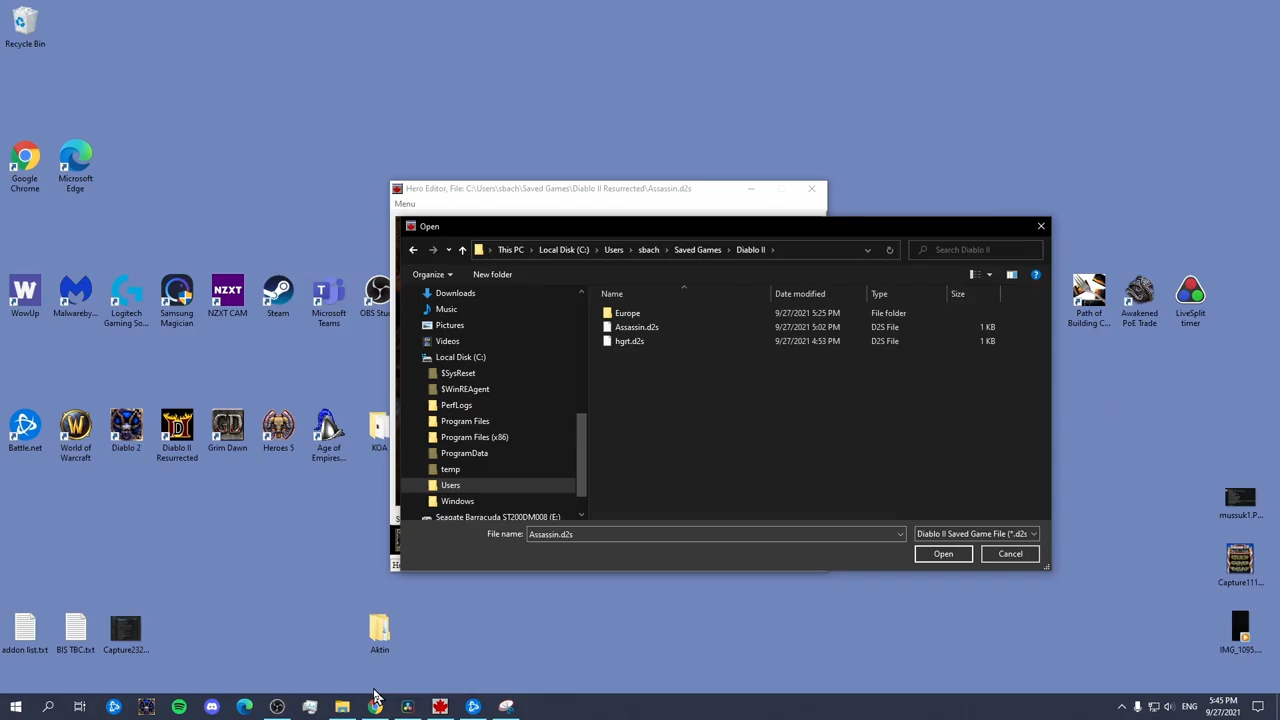 Recycle Bin
Google
Chrome
Microsoft
Edge
W
WowUp
Malwareby...
Logitech
Gaming So...
Samsung
Magician
NZXT
NZXT CAM
Steam
Microsoft
Teams
OBS Stu
Path of
Building C...
Awakened
PoE Trade
LiveSplit
timer
Battle.net
World of
Warcraft
Diablo 2
Diablo II
Resurrected
GD
Grim Dawn
Heroes 5
Age of
Empires...
KOA
mussuk1.P...
Capture111...
addon list.txt
BIS TBC.txt
Capture232...
Aktin
IMG_1095....
Hero Editor, File: C:\Users\sbach\Saved Games\Diablo II Resurrected\Assassin.d2s
Menu
Open
This PC
Local Disk (C:)
Users
sbach
Saved Games
Diablo II
Search Diablo II
Organize
New folder
Name
Date modified
Type
Size
Europe
9/27/2021 5:25 PM
File folder
Assassin.d2s
9/27/2021 5:02 PM
D2S File
1 KB
hgrt.d2s
9/27/2021 4:53 PM
D2S File
1 KB
Downloads
Music
Pictures
Videos
Local Disk (C:)
$SysReset
$WinREAgent
PerfLogs
Program Files
Program Files (x86)
ProgramData
temp
Users
Windows
Seagate Barracuda ST200DM008 (E:)
File name:
Assassin.d2s
Diablo II Saved Game File (*.d2s
Open
Cancel
ENG
5:45 PM
9/27/2021